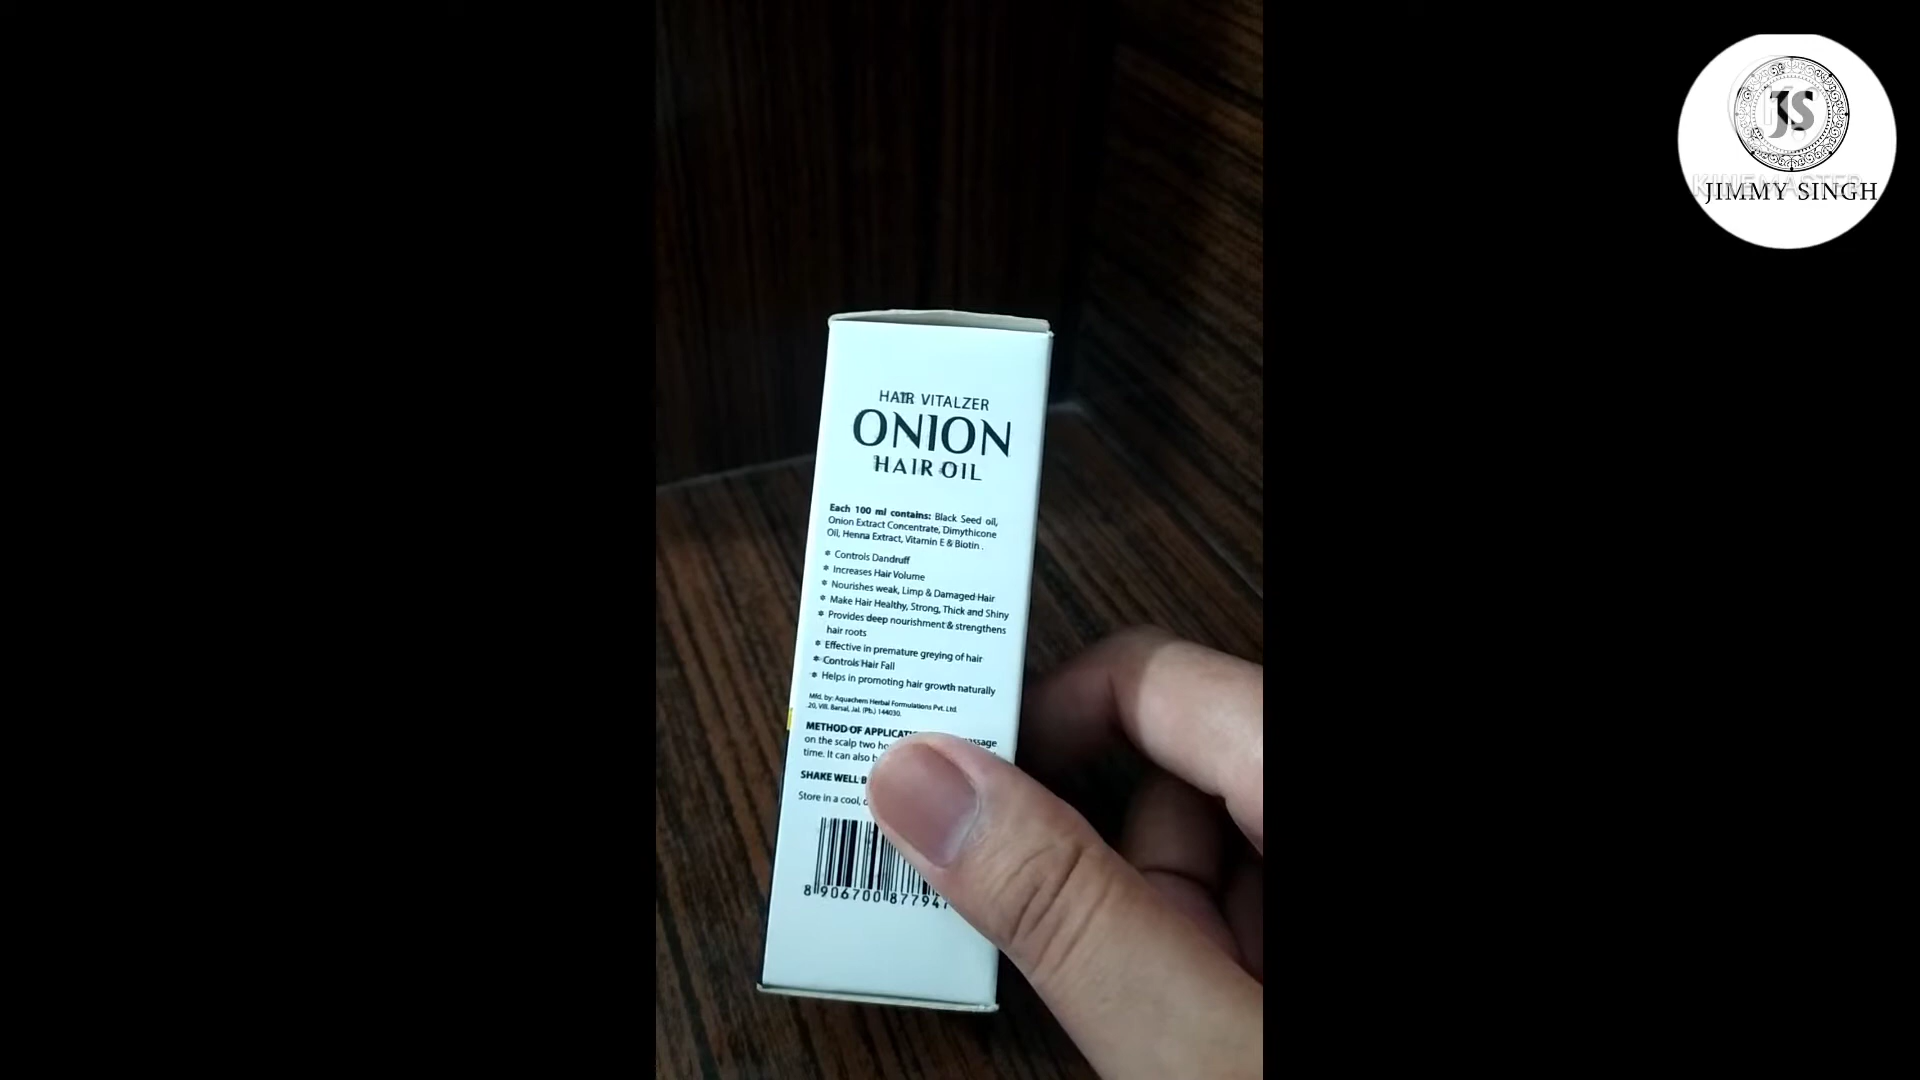 HAIR VITALZER
ONION
HAIR OIL
Each 100 ml contains: Black Seed oil,
Onion Extract Concentrate, Dimythicone
Oil, Henna Extract, Vitamin E & Biotin .
* Controls Dandruff
* Increases Hair Volume
* Nourishes weak, Limp & Damaged Hair
* Make Hair Healthy, Strong, Thick and Shiny
* Provides deep nourishment & strengthens
hair roots
* Effective in premature greying of hair
* Controls Hair Fall
* Helps in promoting hair growth naturally
Mfd. by: Aquachem Herbal Formulations Pvt. Ltd.
20, Vill. Barsal, Jal. (Pb.) 144030.
METHOD OF
on the scalp two
time. It can also
SHAKE WELL
Store in a cool,
8 906700 87794
JS
KINEMASTER
JIMMY SINGH